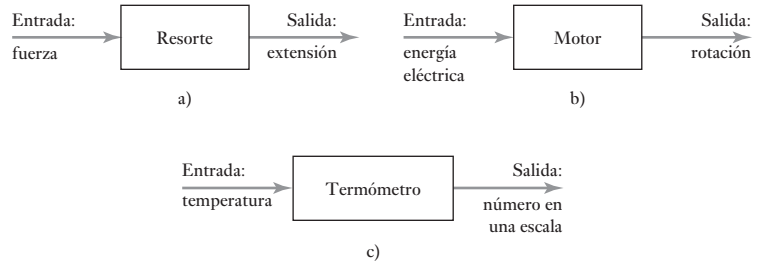 Entrada:
fuerza
Resorte
Salida:
extensión
a)
Entrada:
energía
eléctrica
Motor
Salida:
rotación
b)
Entrada:
temperatura
Termómetro
Salida:
número en
una escala
c)